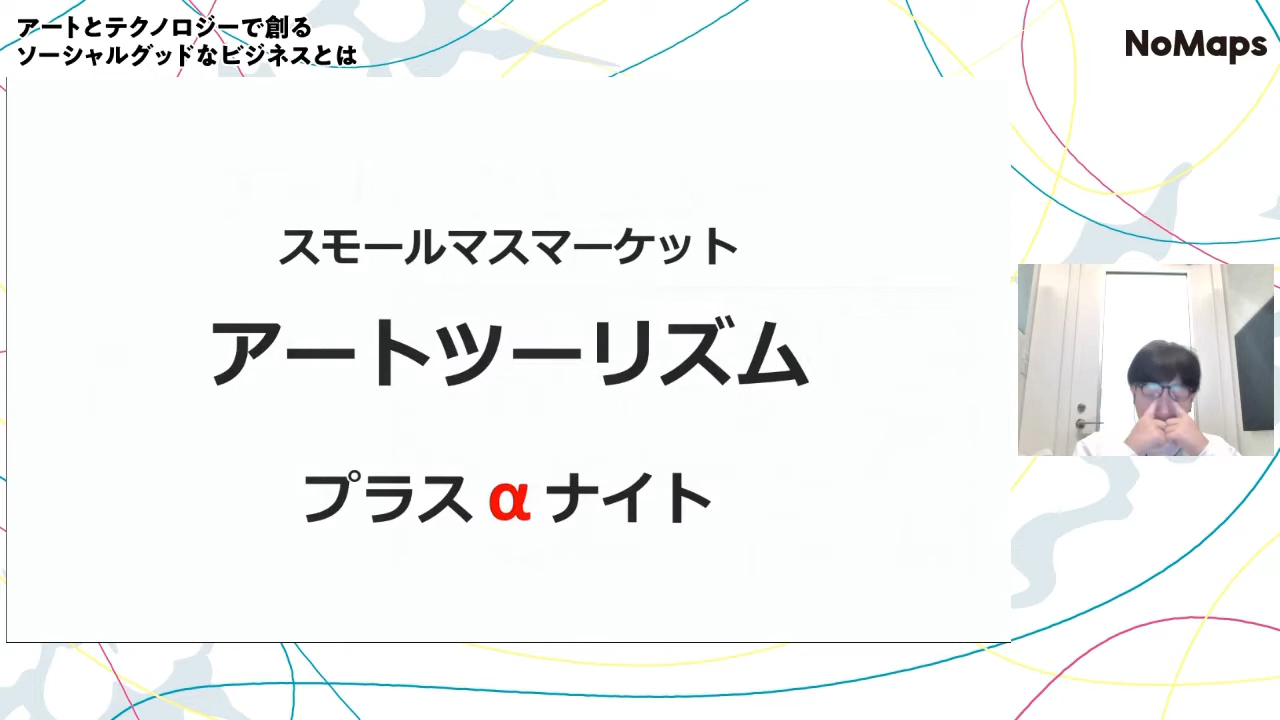 アートとテクノロジーで創る
ソーシャルグッドなビジネスとは
NoMaps
スモールマスマーケット
アートツーリズム
プラスαナイト